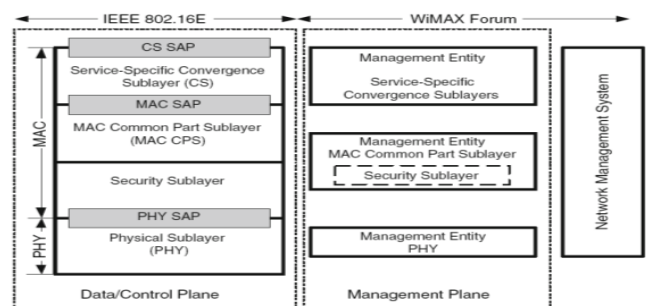 IEEE 802.16E
WiMAX Forum
CS SAP
Service-Specific Convergence
Sublayer (CS)
MAC SAP
MAC Common Part Sublayer
(MAC CPS)
Security Sublayer
PHY SAP
Physical Sublayer
(PHY)
Data/Control Plane
MAC
PHY
Management Entity
Service-Specific
Convergence Sublayers
Management Entity
MAC Common Part Sublayer
Security Sublayer
Management Entity
PHY
Management Plane
Network Management System